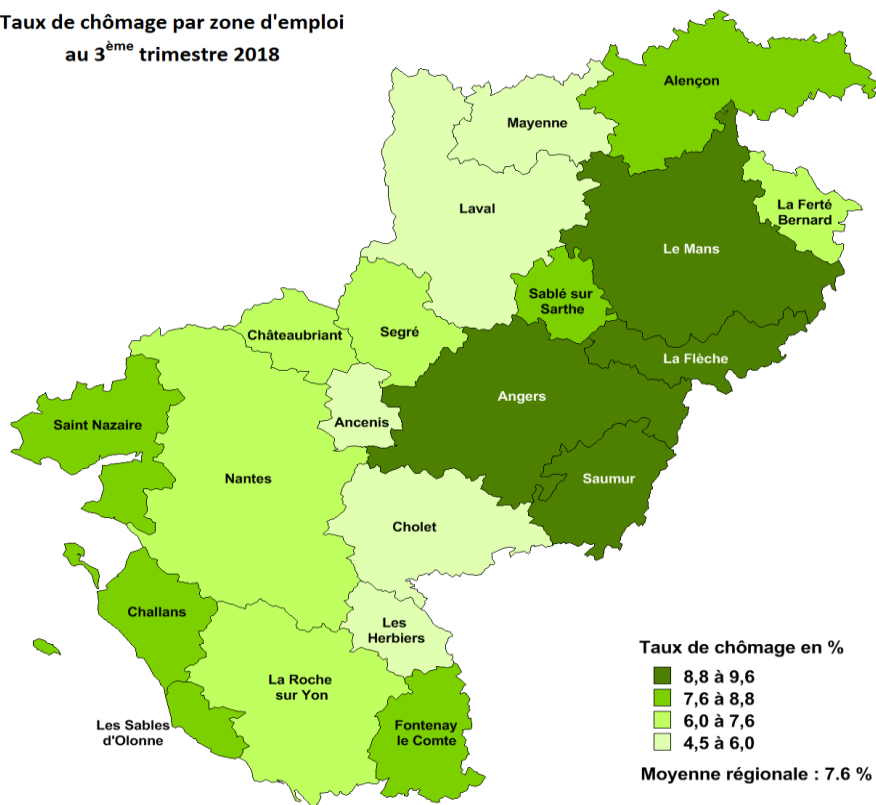 Taux de chômage par zone d'emploi
au 3ème trimestre 2018
Alençon
Mayenne
La Ferté
Bernard
Laval
Le Mans
Sablé sur
Sarthe
Châteaubriant
Segré
La Flèche
Angers
Ancenis
Saint Nazaire
Nantes
Saumur
Cholet
Challans
Les
Herbiers
La Roche
sur Yon
Les Sables
d'Olonne
Fontenay
le Comte
Taux de chômage en %
8,8 à 9,6
7,6 à 8,8
6,0 à 7,6
4,5 à 6,0
Moyenne régionale : 7.6 %